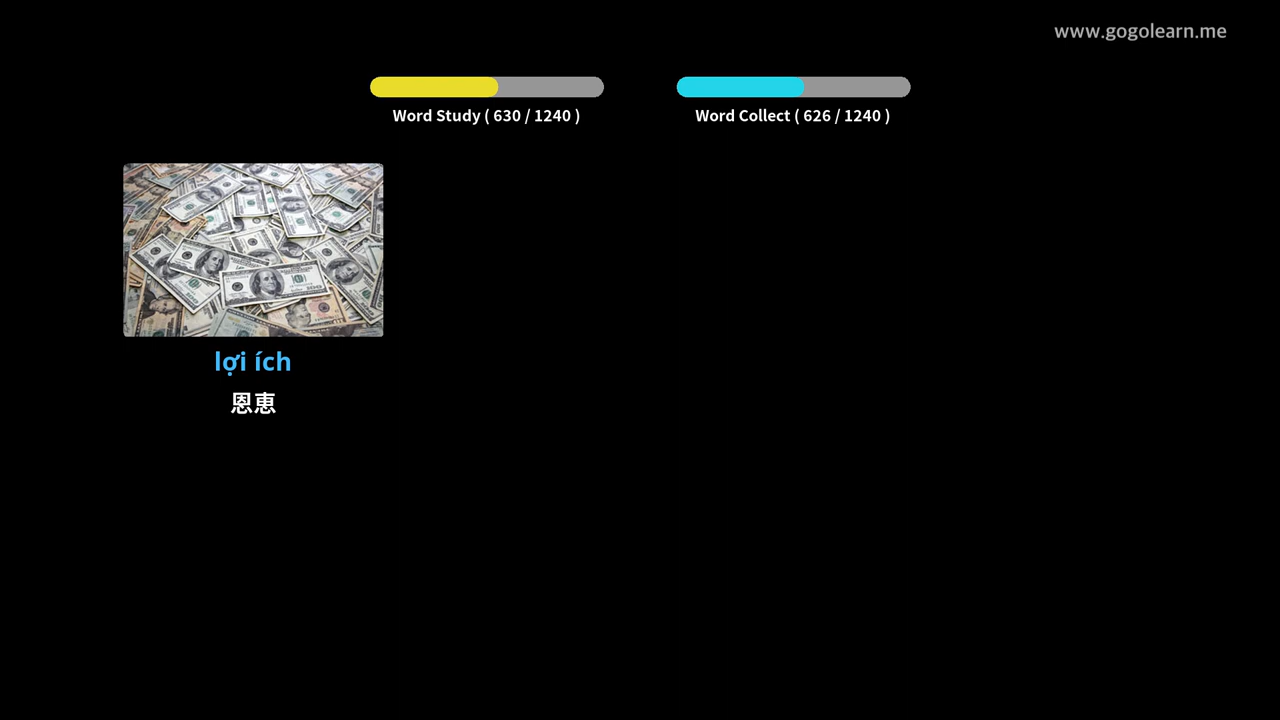 www.gogolearn.me
Word Study ( 630 / 1240 )
Word Collect ( 626 / 1240 )
lợi ích
恩恵